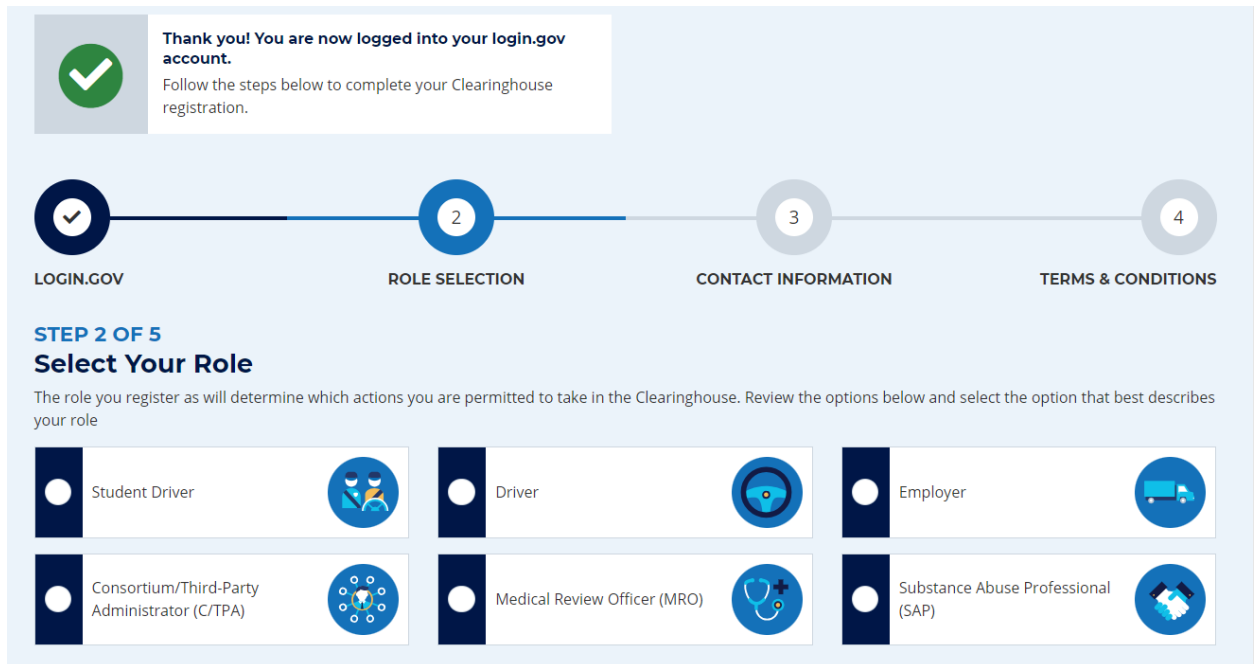 Thank you! You are now logged into your login.gov
account.
Follow the steps below to complete your Clearinghouse
registration.
2
3
4
LOGIN.GOV
ROLE SELECTION
CONTACT INFORMATION
TERMS & CONDITIONS
STEP 2 OF 5
Select Your Role
The role you register as will determine which actions you are permitted to take in the Clearinghouse. Review the options below and select the option that best describes
your role
Student Driver
Driver
Employer
Consortium/Third-Party
Administrator (C/TPA)
Medical Review Officer (MRO)
Substance Abuse Professional
(SAP)